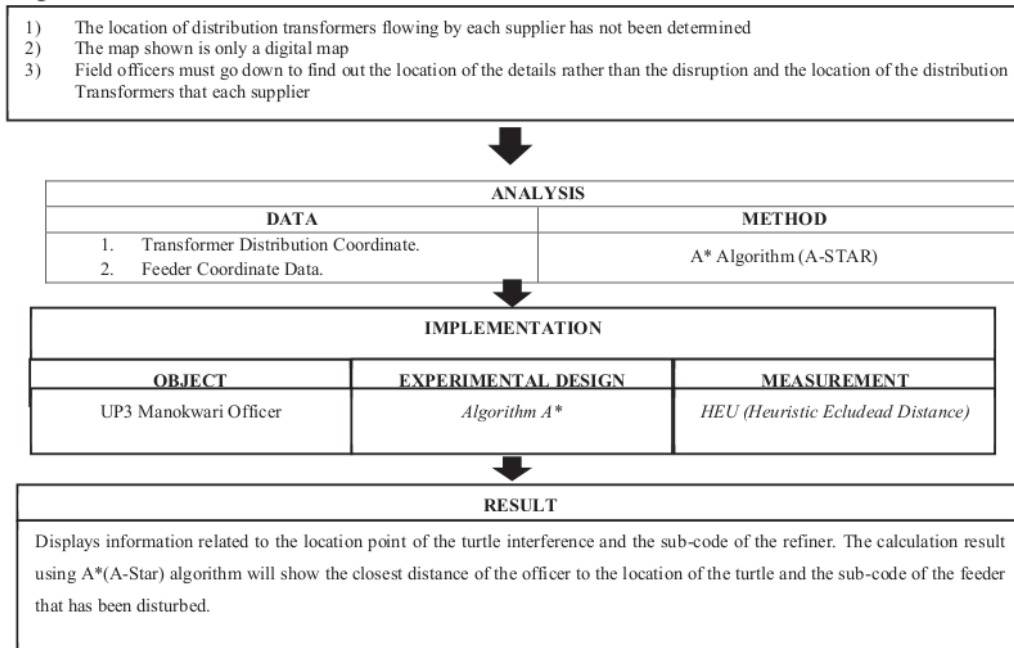 1) The location of distribution transformers flowing by each supplier has not been determined
2) The map shown is only a digital map
3) Field officers must go down to find out the location of the details rather than the disruption and the location of the distribution
Transformers that each supplier
ANALYSIS
DATA
METHOD
1. Transformer Distribution Coordinate.
2. Feeder Coordinate Data.
A* Algorithm (A-STAR)
IMPLEMENTATION
OBJECT
EXPERIMENTAL DESIGN
MEASUREMENT
UP3 Manokwari Officer
Algorithm A*
HEU (Heuristic Ecludead Distance)
RESULT
Displays information related to the location point of the turtle interference and the sub-code of the refiner. The calculation result
using A*(A-Star) algorithm will show the closest distance of the officer to the location of the turtle and the sub-code of the feeder
that has been disturbed.